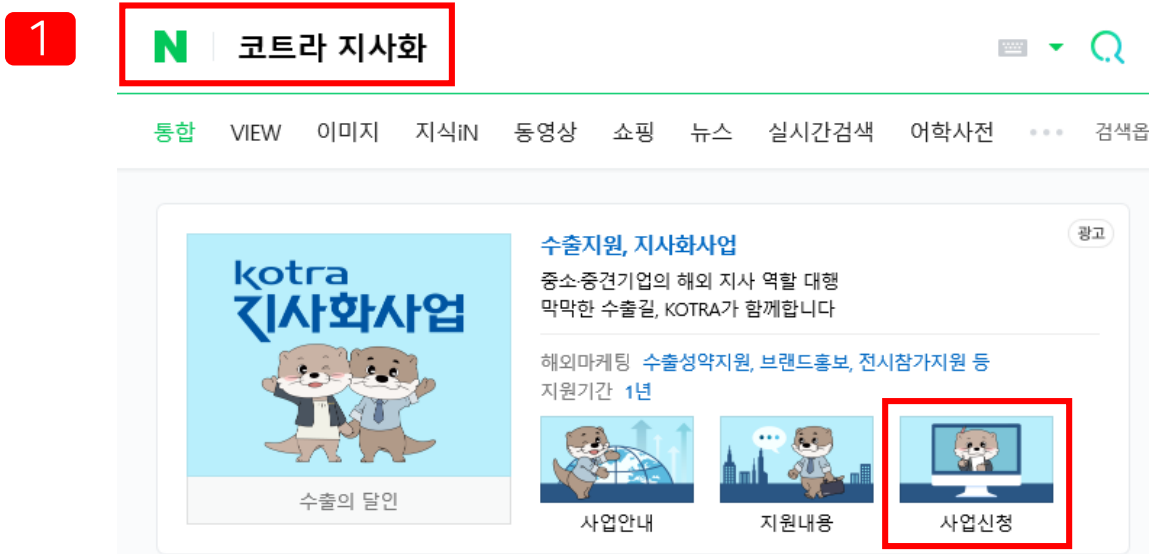 1
N 코트라 지사화
통합 VIEW 이미지 지식iN 동영상 쇼핑 뉴스 실시간검색 어학사전 검색옵
광고
kotra
지사화사업
수출의 달인
수출지원, 지사화사업
중소·중견기업의 해외 지사 역할 대행
막막한 수출길, KOTRA가 함께합니다
해외마케팅 수출성약지원, 브랜드홍보, 전시참가지원 등
지원기간 1년
사업안내 지원내용 사업신청